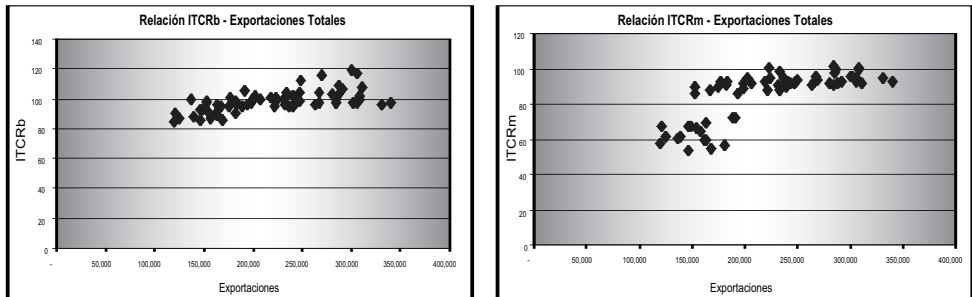 Relación ITCRb - Exportaciones Totales
ITCRb
140
120
100
80
60
40
20
0
- 50,000 100,000 150,000 200,000 250,000 300,000 350,000 400,000
Exportaciones
Relación ITCRm - Exportaciones Totales
ITCRm
120
100
80
60
40
20
0
- 50,000 100,000 150,000 200,000 250,000 300,000 350,000 400,000
Exportaciones